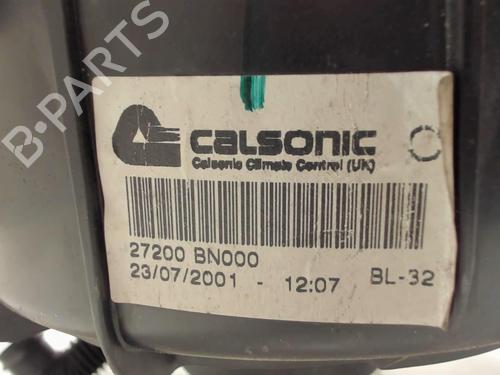 B-PARTS
CALSONIC
Calsonic Climate Control (UK)
27200 BN000
23/07/2001 - 12:07 BL-32